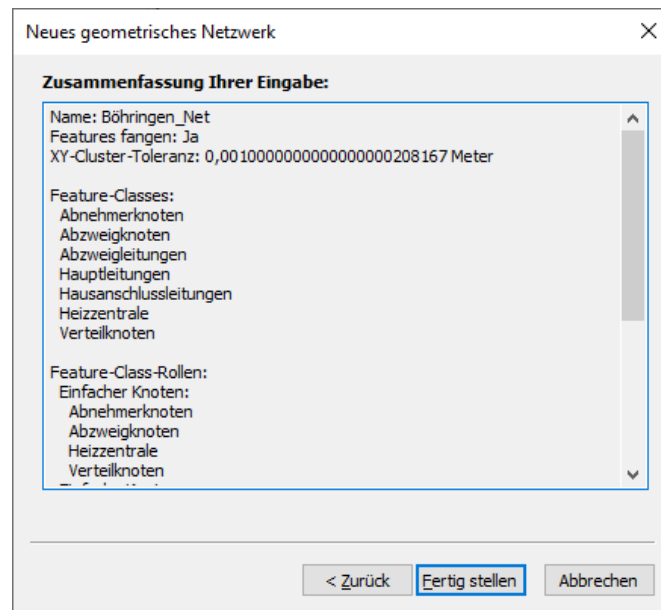 Neues geometrisches Netzwerk
Zusammenfassung Ihrer Eingabe:
Name: Böhringen_Net
Features fangen: Ja
XY-Cluster-Toleranz: 0,0010000000000000000208167 Meter
Feature-Classes:
Abnehmerknoten
Abzweigknoten
Abzweigleitungen
Hauptleitungen
Hausanschlussleitungen
Heizzentrale
Verteilknoten
Feature-Class-Rollen:
Einfacher Knoten:
Abnehmerknoten
Abzweigknoten
Heizzentrale
Verteilknoten
< Zurück
Fertig stellen
Abbrechen